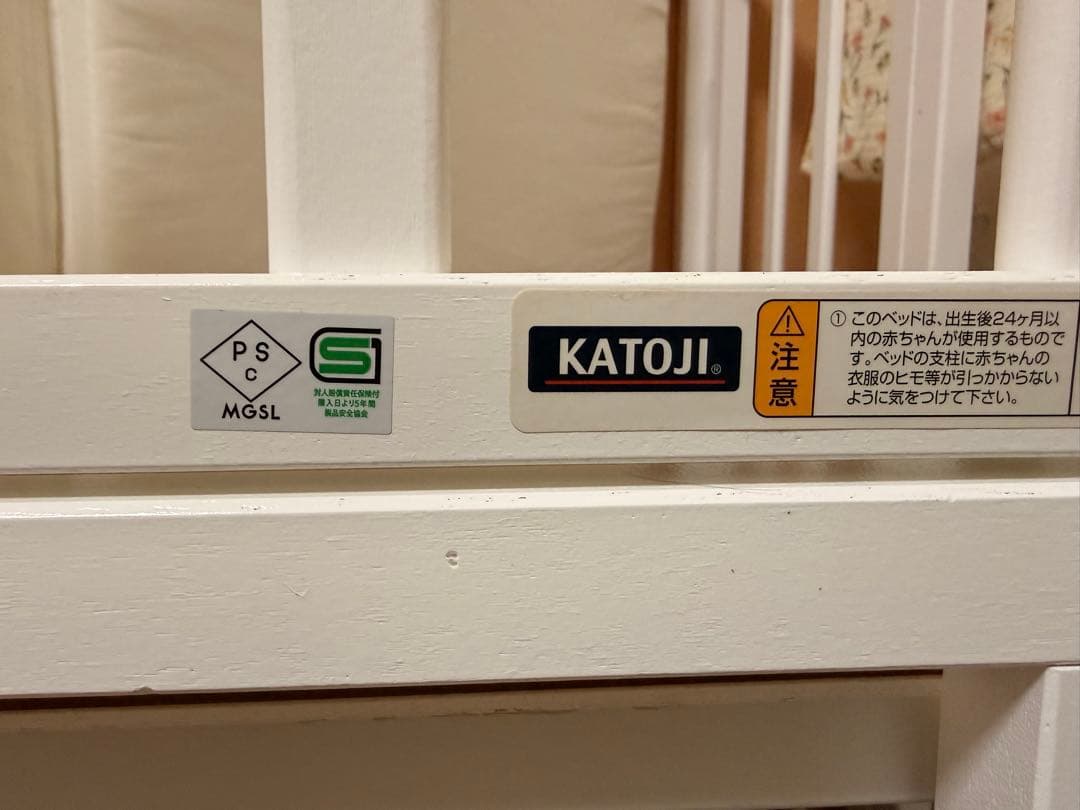 PS
C
MGSL
S
対人賠償責任保険付
購入日より5年間
製品安全協会
KATOJI®
注意
① このベッドは、出生後24ヶ月以
内の赤ちゃんが使用するもので
す。ベッドの支柱に赤ちゃんの
衣服のヒモ等が引っかからない
ように気をつけて下さい。